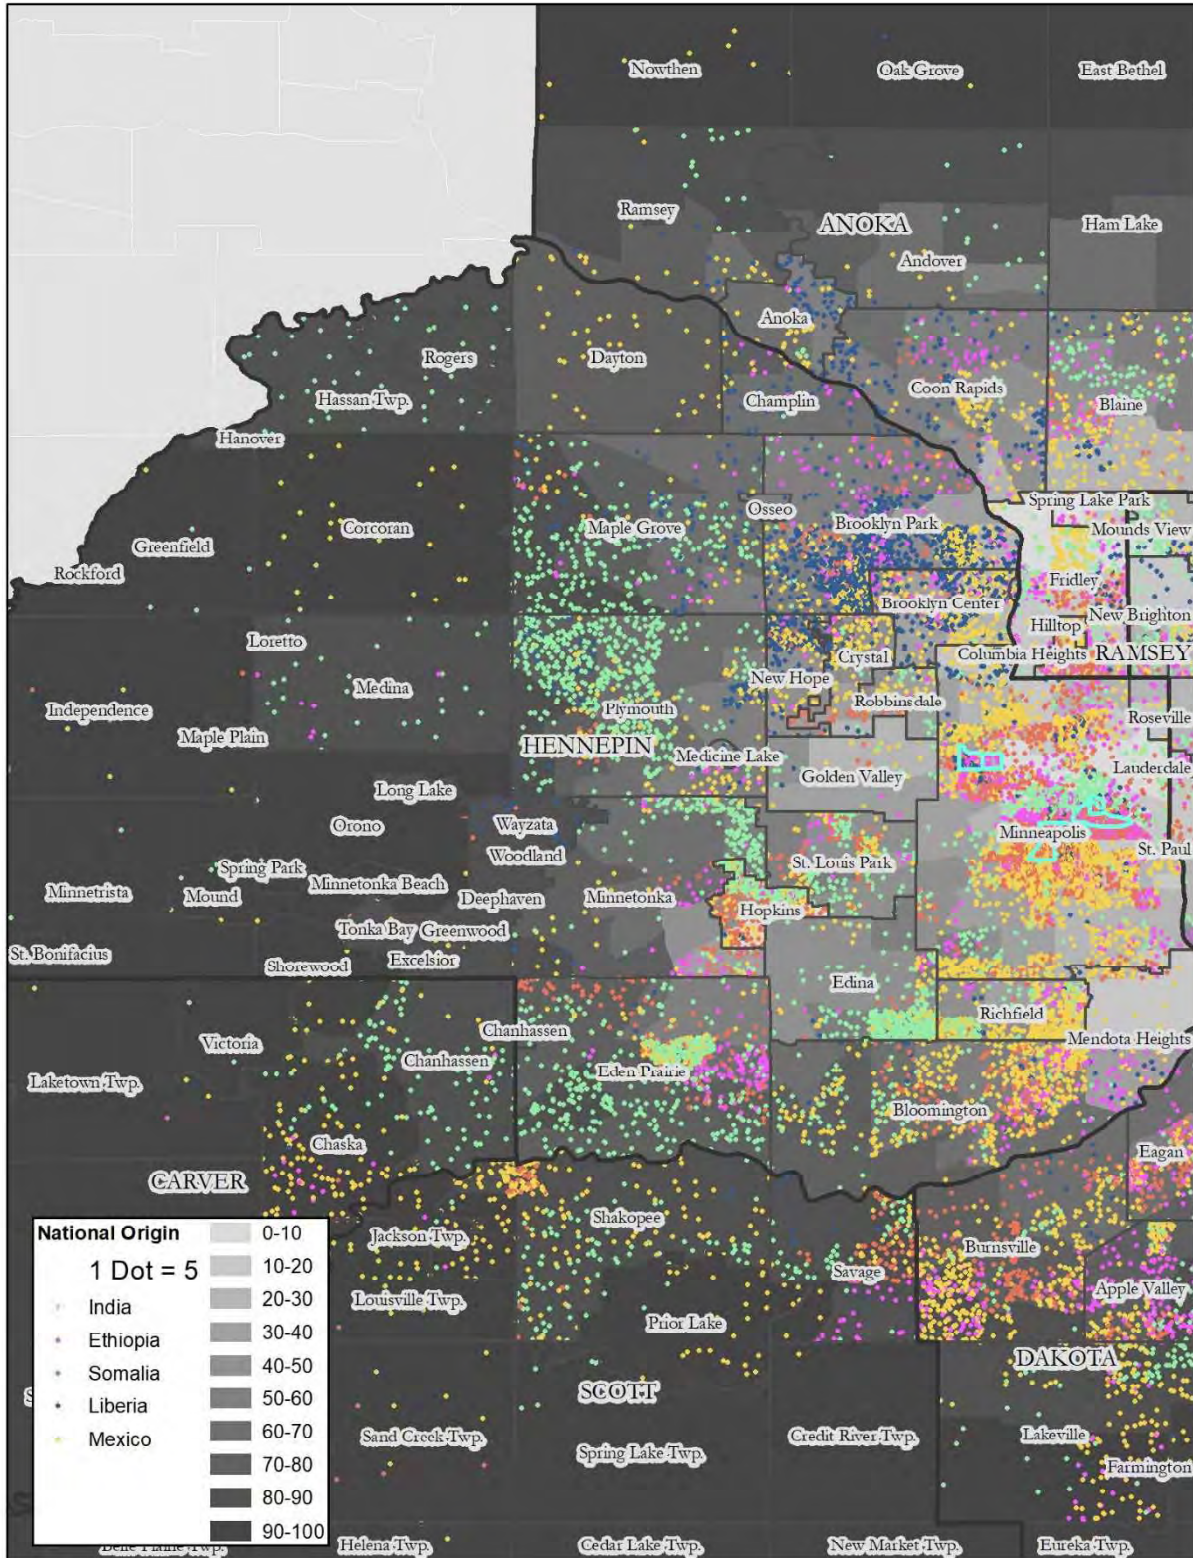 Nowthen
Oak Grove
East Bethel
Ramsey
ANOKA
Ham Lake
Andover
Anoka
Rogers
Dayton
Coon Rapids
Hassan Twp.
Champlin
Blaine
Hanover
Spring Lake Park
Osseo
Maple Grove
Brooklyn Park
Mounds View
Corcoran
Greenfield
Rockford
Fridley
Brooklyn Center
New Brighton
Hilltop
Loretto
Crystal
Columbia Heights
RAMSEY
New Hope
Medina
Robbinsdale
Independence
Plymouth
Roseville
Maple Plain
HENNEPIN
Medicine Lake
Golden Valley
Lauderdale
Long Lake
Orono
Wayzata
Minneapolis
St. Paul
Woodland
St. Louis Park
Spring Park
Minnetonka Beach
Minnetrista
Mound
Deephaven
Minnetonka
Hopkins
Tonka Bay
Greenwood
St. Bonifacius
Excelsior
Shorewood
Edina
Richfield
Victoria
Chanhassen
Mendota Heights
Chanhassen
Laketown Twp.
Eden Prairie
Bloomington
Chaska
Eagan
CARVER
Shakopee
Jackson Twp.
Burnsville
Savage
Apple Valley
Louisville Twp.
Prior Lake
DAKOTA
SCOTT
Sand Creek Twp.
Spring Lake Twp.
Credit River Twp.
Lakeville
Farmington
Belle Plaine Twp.
Helena Twp.
Cedar Lake Twp.
New Market Twp.
Eureka Twp.
National Origin
1 Dot = 5
India
Ethiopia
Somalia
Liberia
Mexico
0-10
10-20
20-30
30-40
40-50
50-60
60-70
70-80
80-90
90-100